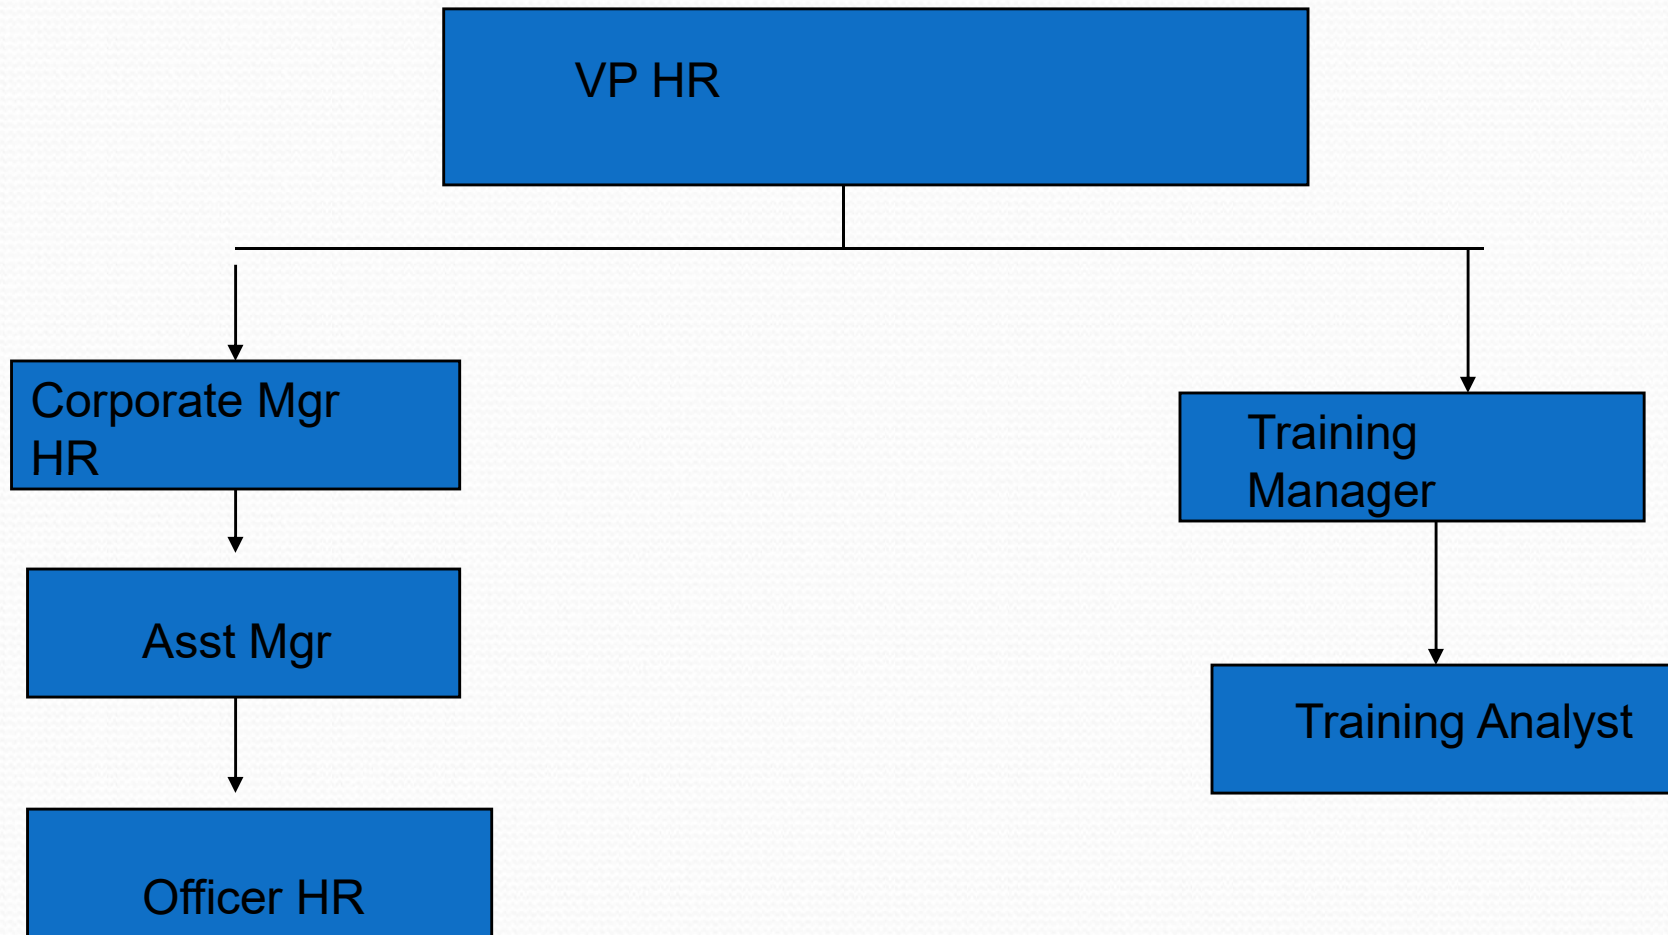 VP HR
Corporate Mgr
HR
Training
Manager
Asst Mgr
Training Analyst
Officer HR